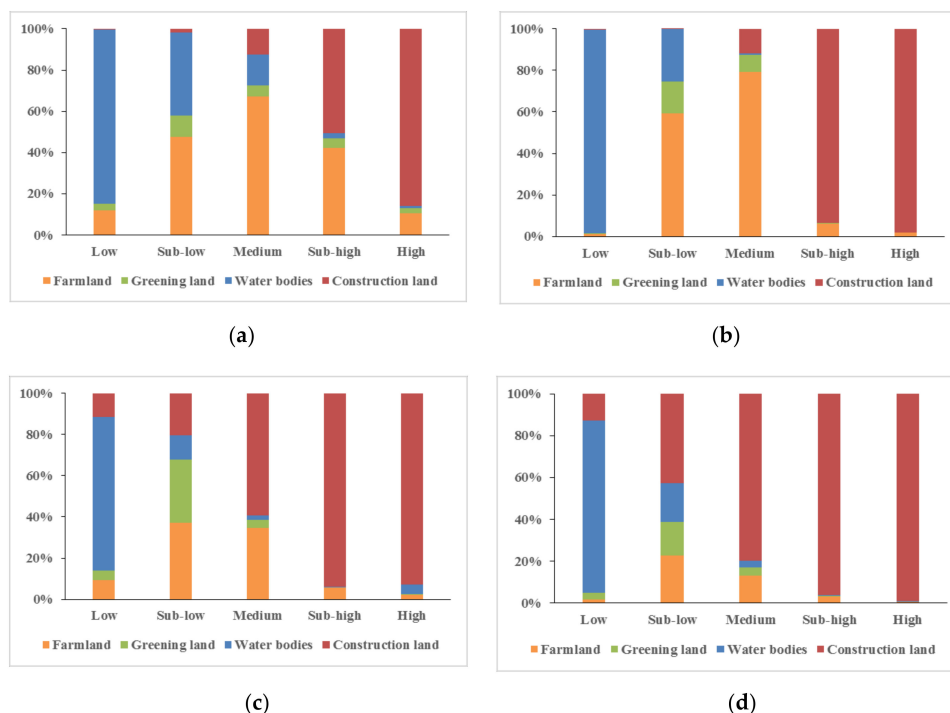 100%
80%
60%
40%
20%
0%
Low Sub-low Medium Sub-high High
Farmland Greening land Water bodies Construction land
(a)
100%
80%
60%
40%
20%
0%
Low Sub-low Medium Sub-high High
Farmland Greening land Water bodies Construction land
(b)
100%
80%
60%
40%
20%
0%
Low Sub-low Medium Sub-high High
Farmland Greening land Water bodies Construction land
(c)
100%
80%
60%
40%
20%
0%
Low Sub-low Medium Sub-high High
Farmland Greening land Water bodies Construction land
(d)